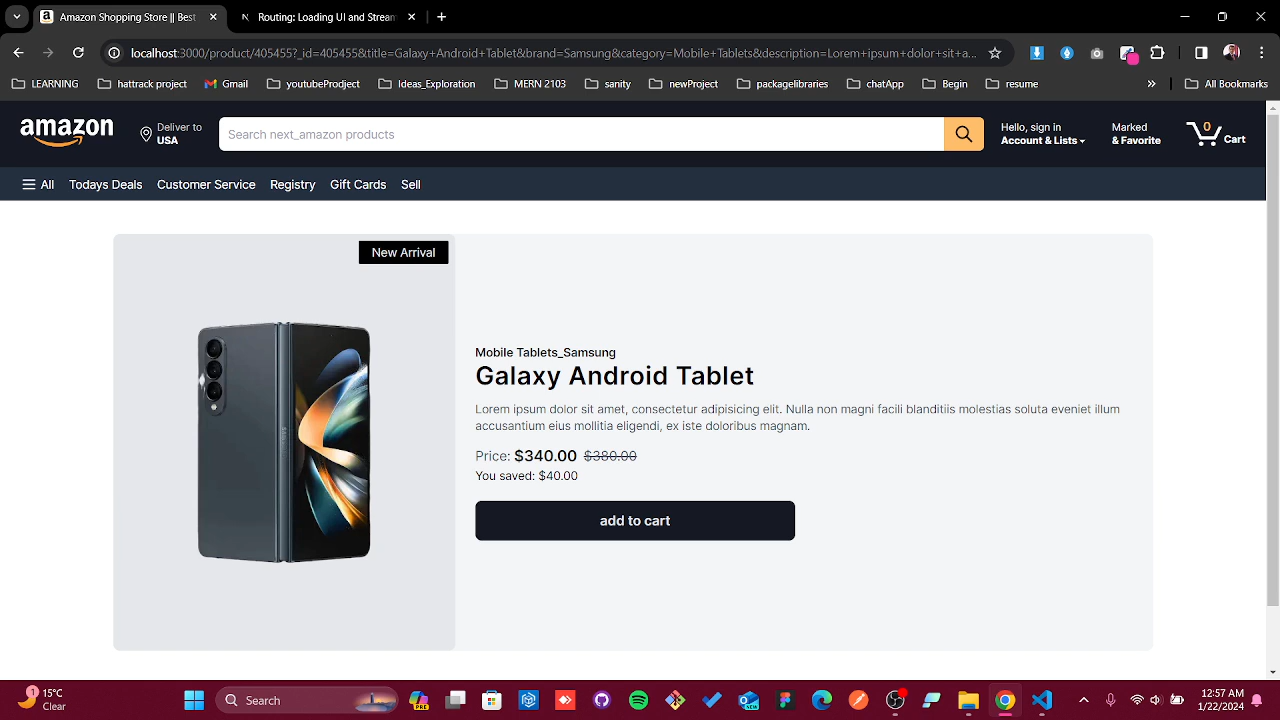 Amazon Shopping Store || Best
Routing: Loading UI and Stream
localhost:3000/product/405455?_id=405455&title=Galaxy+Android+Tablet&brand=Samsung&category=Mobile+Tablets&description=Lorem+ipsum+dolor+sit+a...
LEARNING
hattrack project
Gmail
youtubeProdject
Ideas_Exploration
MERN 2103
sanity
newProject
packagelibraries
chatApp
Begin
resume
All Bookmarks
amazon
Deliver to
USA
Search next_amazon products
Hello, sign in
Account & Lists
Marked
& Favorite
0
Cart
All
Todays Deals
Customer Service
Registry
Gift Cards
Sell
New Arrival
Mobile Tablets_Samsung
Galaxy Android Tablet
Lorem ipsum dolor sit amet, consectetur adipisicing elit. Nulla non magni facili blanditiis molestias soluta eveniet illum
accusantium eius mollitia eligendi, ex iste doloribus magnam.
Price: $340.00 $380.00
You saved: $40.00
add to cart
1
15°C
Clear
Search
PRE
NEW
12:57 AM
1/22/2024